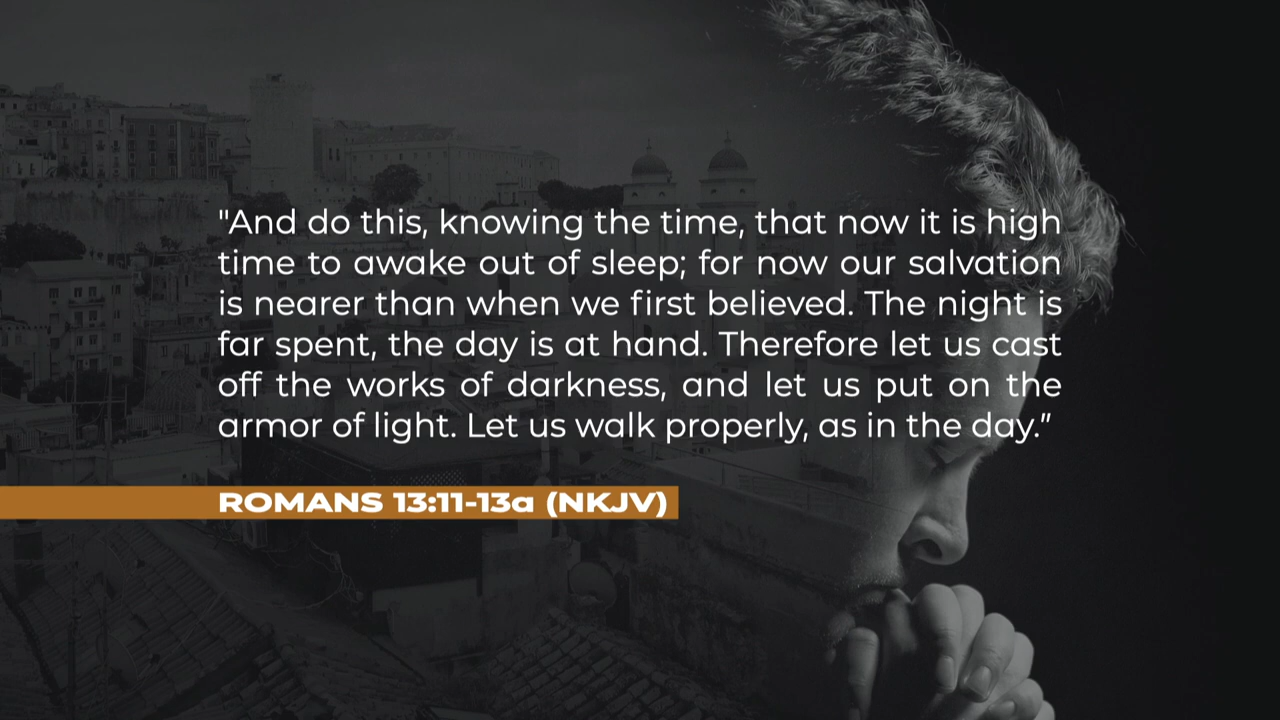 "And do this, knowing the time, that now it is high
time to awake out of sleep; for now our salvation
is nearer than when we first believed. The night is
far spent, the day is at hand. Therefore let us cast
off the works of darkness, and let us put on the
armor of light. Let us walk properly, as in the day.”
ROMANS 13:11-13a (NKJV)